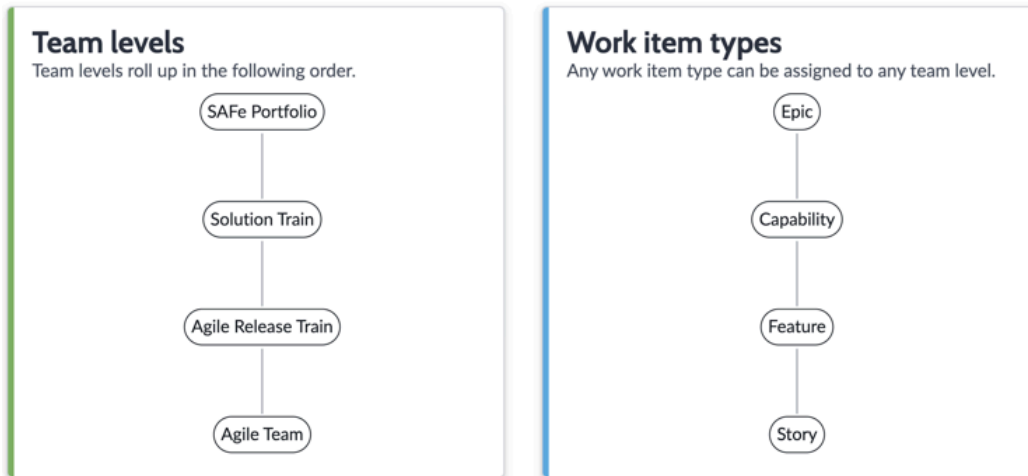 Team levels
Team levels roll up in the following order.
SAFe Portfolio
Solution Train
Agile Release Train
Agile Team
Work item types
Any work item type can be assigned to any team level.
Epic
Capability
Feature
Story